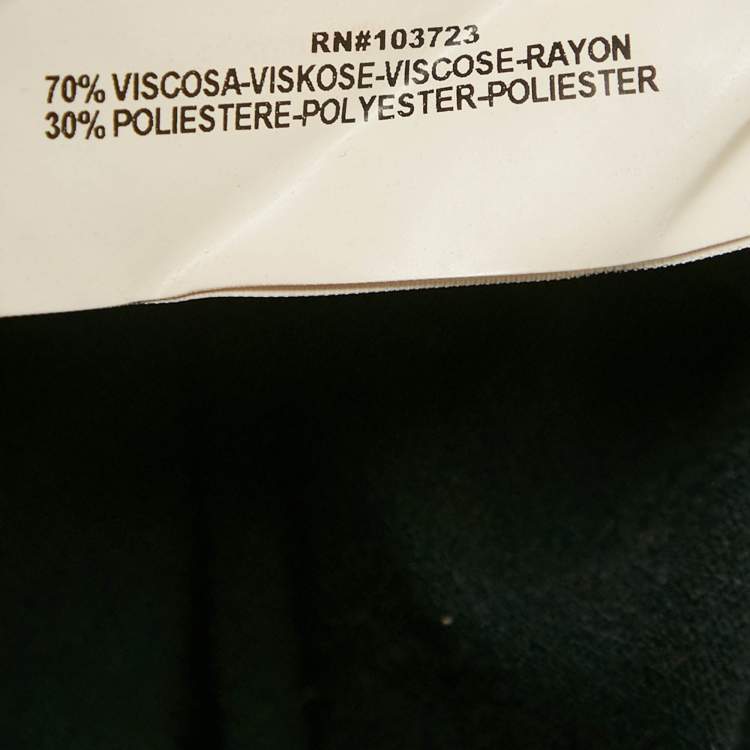 RN#103723
70% VISCOSA-VISKOSE-VISCOSE-RAYON
30% POLIESTERE-POLYESTER-POLIESTER